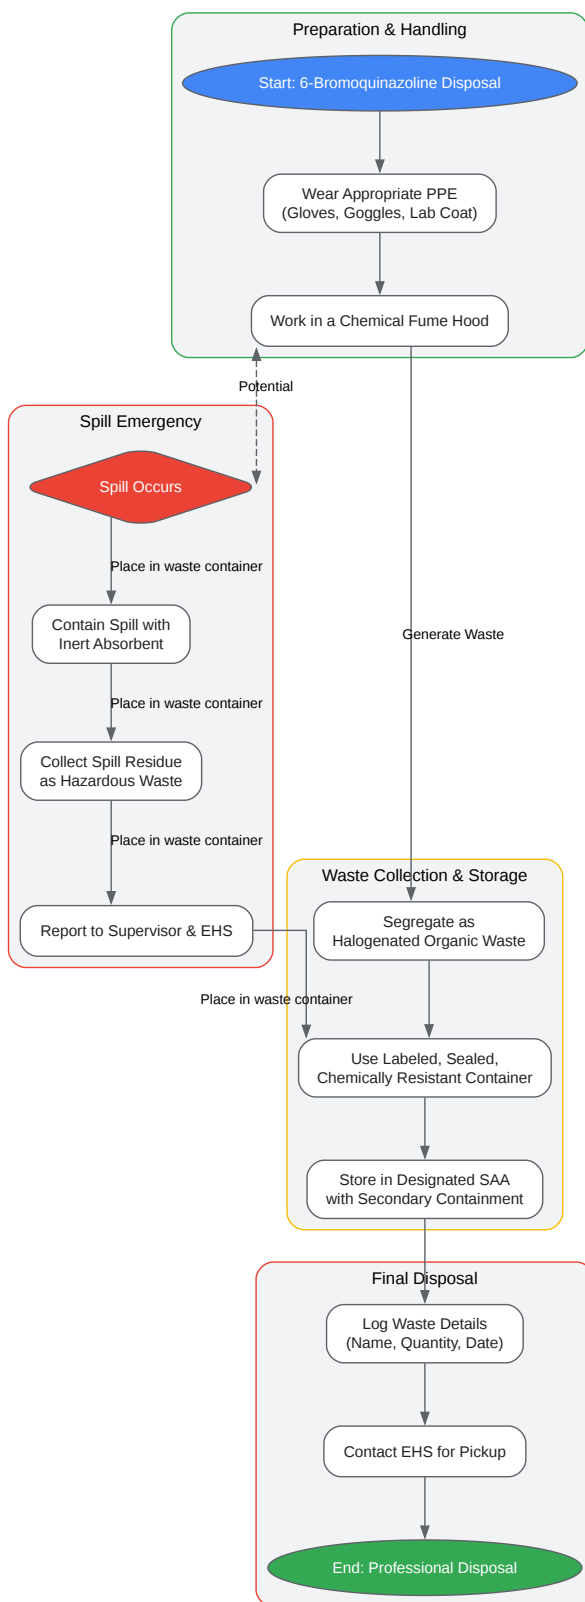 Preparation & Handling
Start: 6-Bromoquinazoline Disposal
Wear Appropriate PPE
(Gloves, Goggles, Lab Coat)
Work in a Chemical Fume Hood
Potential
Spill Emergency
Spill Occurs
Place in waste container
Contain Spill with
Inert Absorbent
Generate Waste
Place in waste container
Collect Spill Residue
as Hazardous Waste
Place in waste container
Report to Supervisor & EHS
Waste Collection & Storage
Segregate as
Halogenated Organic Waste
Place in waste container
Use Labeled, Sealed,
Chemically Resistant Container
Store in Designated SAA
with Secondary Containment
Final Disposal
Log Waste Details
(Name, Quantity, Date)
Contact EHS for Pickup
End: Professional Disposal